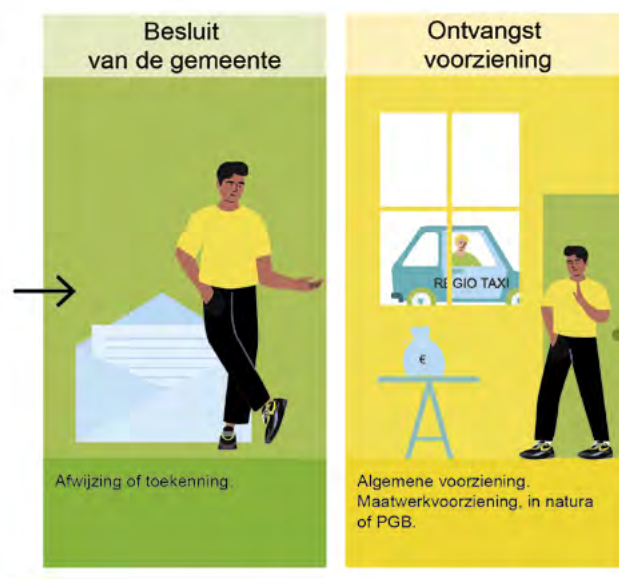 Besluit
van de gemeente
Afwijzing of toekenning.
Ontvangst
voorziening
REGIO TAXI
€
Algemene voorziening.
Maatwerkvoorziening, in natura
of PGB.